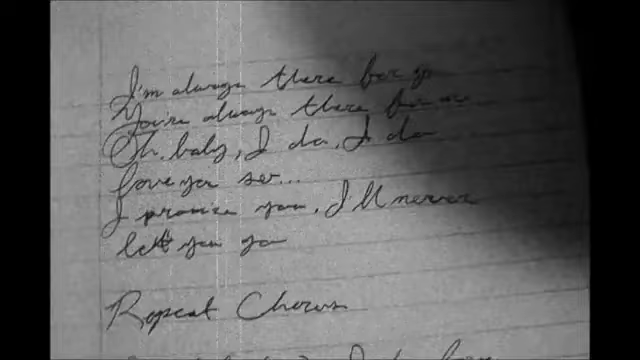 I'm always there for yo
You're always there for me
Oh, baby, I do, I do
love you so...
I promise you, I'll never
let you go
Repeat Chorus